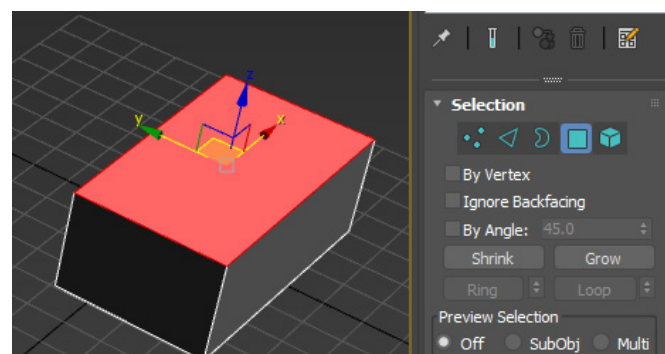 z
x
y
Selection
By Vertex
Ignore Backfacing
By Angle: 45.0
Shrink Grow
Ring Loop
Preview Selection
Off SubObj Multi